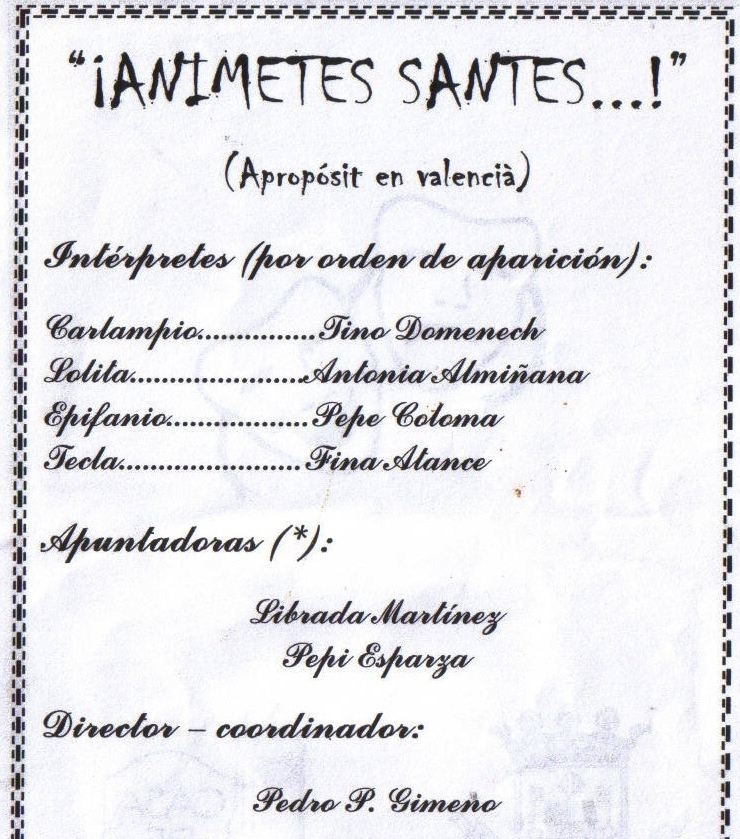 “¡ANIMETES SANTES...!”
(Apropósit en valencià)
Intérpretes (por orden de aparición):
Carlampio...............Tino Domenech
Lolita......................Antonia Almiñana
Epifanio.................Pepe Coloma
Tecla......................Fina Atance
Apuntadoras (*):
Librada Martínez
Pepi Esparza
Director – coordinador:
Pedro P. Gimeno